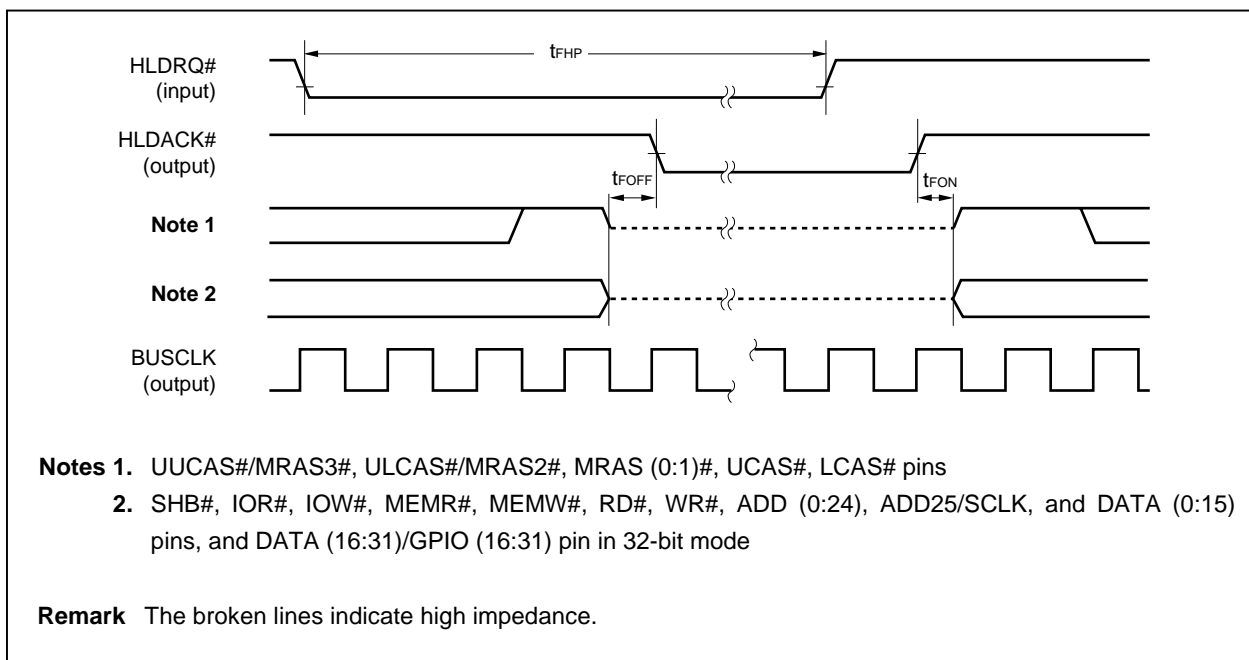 tFHP
HLDRQ#
(input)
HLDACK#
(output)
tFOFF
tFON
Note 1
Note 2
BUSCLK
(output)
Notes 1. UUCAS#/MRAS3#, ULCAS#/MRAS2#, MRAS (0:1)#, UCAS#, LCAS# pins
2. SHB#, IOR#, IOW#, MEMR#, MEMW#, RD#, WR#, ADD (0:24), ADD25/SCLK, and DATA (0:15)
pins, and DATA (16:31)/GPIO (16:31) pin in 32-bit mode
Remark The broken lines indicate high impedance.